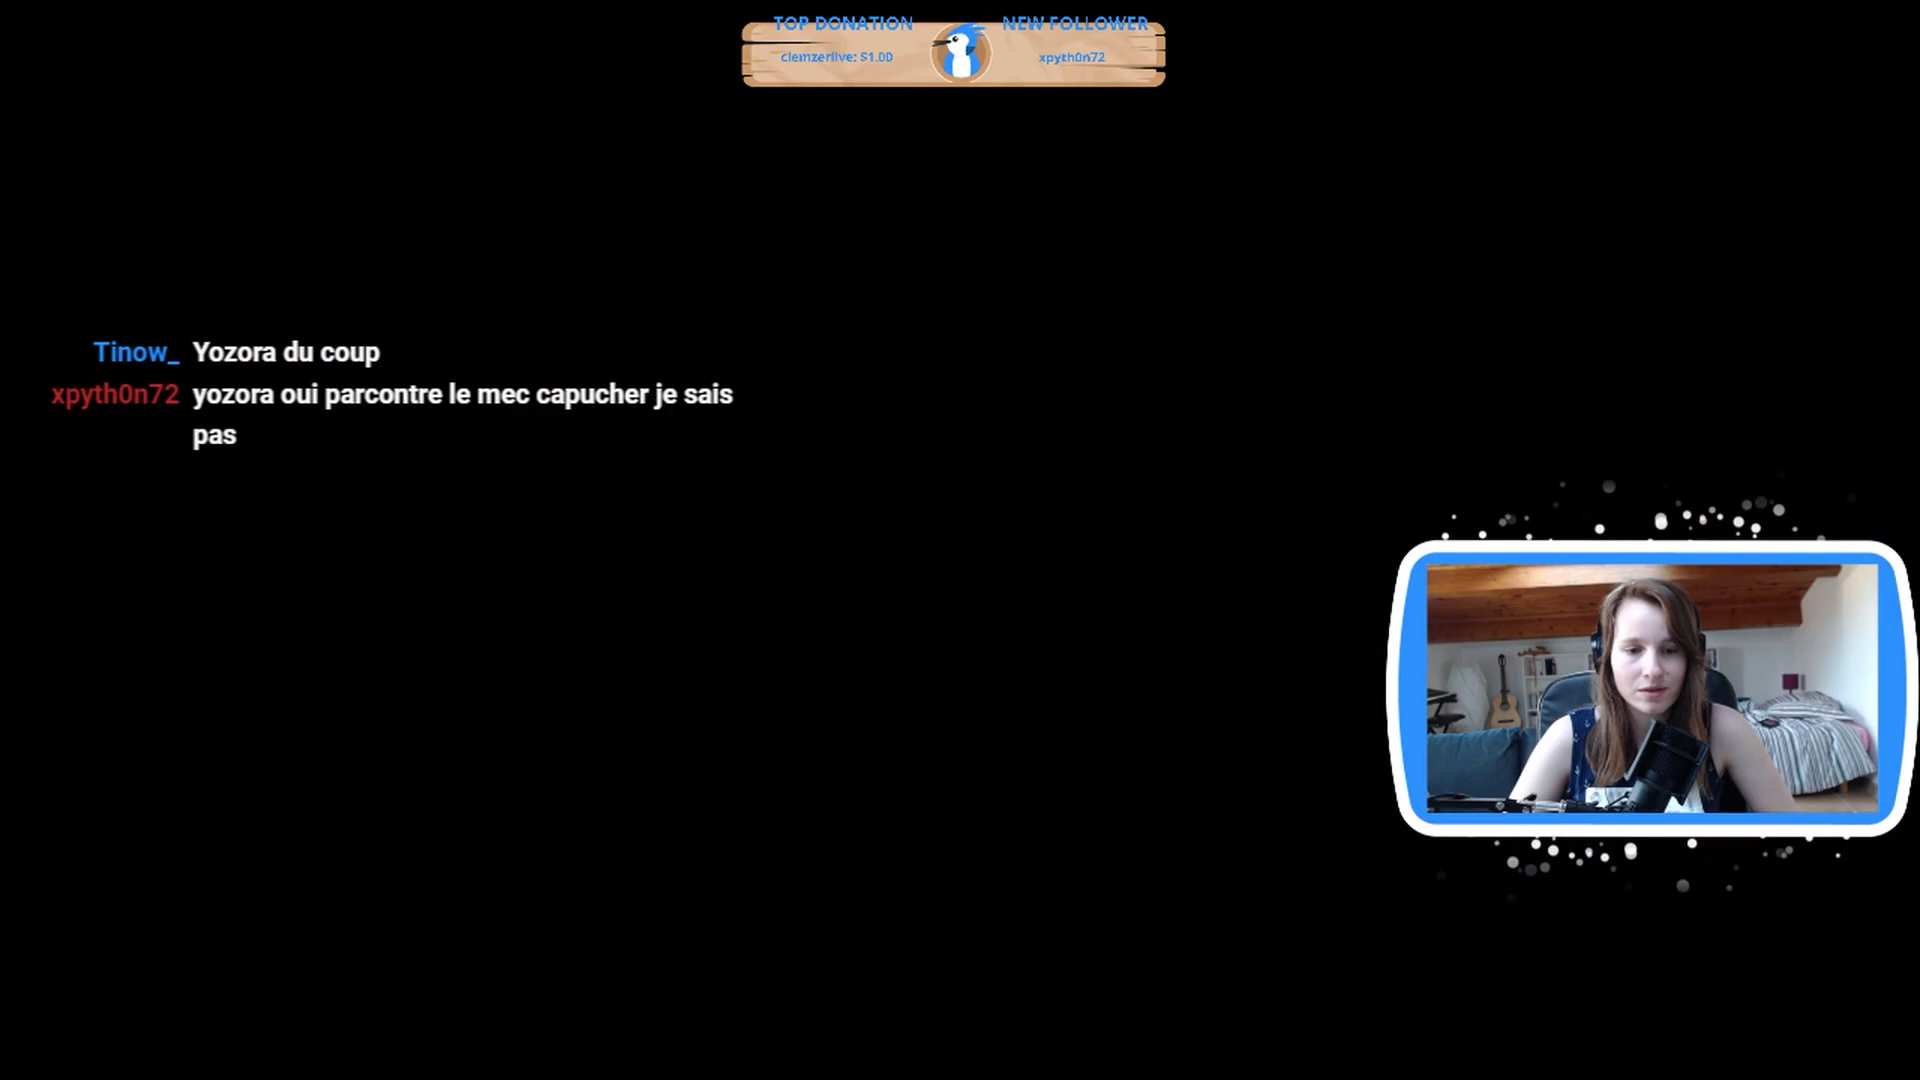 TOP DONATION
NEW FOLLOWER
clemzerlive: $1.00
xpyth0n72
Tinow_ Yozora du coup
xpyth0n72 yozora oui parcontre le mec capucher je sais
pas